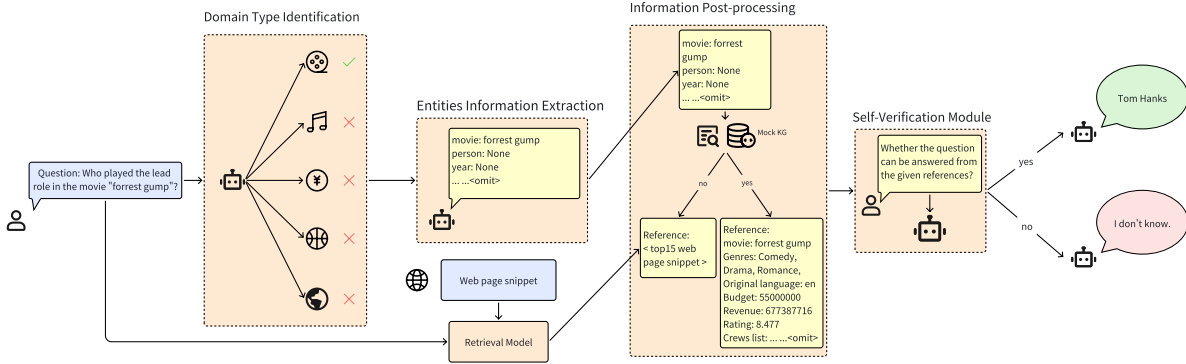 Domain Type Identification
Question: Who played the lead
role in the movie "forrest gump"?
¥
Entities Information Extraction
movie: forrest gump
person: None
year: None
... ...<omit>
Web page snippet
Retrieval Model
Information Post-processing
movie: forrest
gump
person: None
year: None
... ...<omit>
Mock KG
no
yes
Reference:
< top15 web
page snippet >
Reference:
movie: forrest gump
Genres: Comedy,
Drama, Romance,
Original language: en
Budget: 55000000
Revenue: 677387716
Rating: 8.477
Crews list: ... ...<omit>
Self-Verification Module
Whether the question
can be answered from
the given references?
yes
no
Tom Hanks
I don't know.